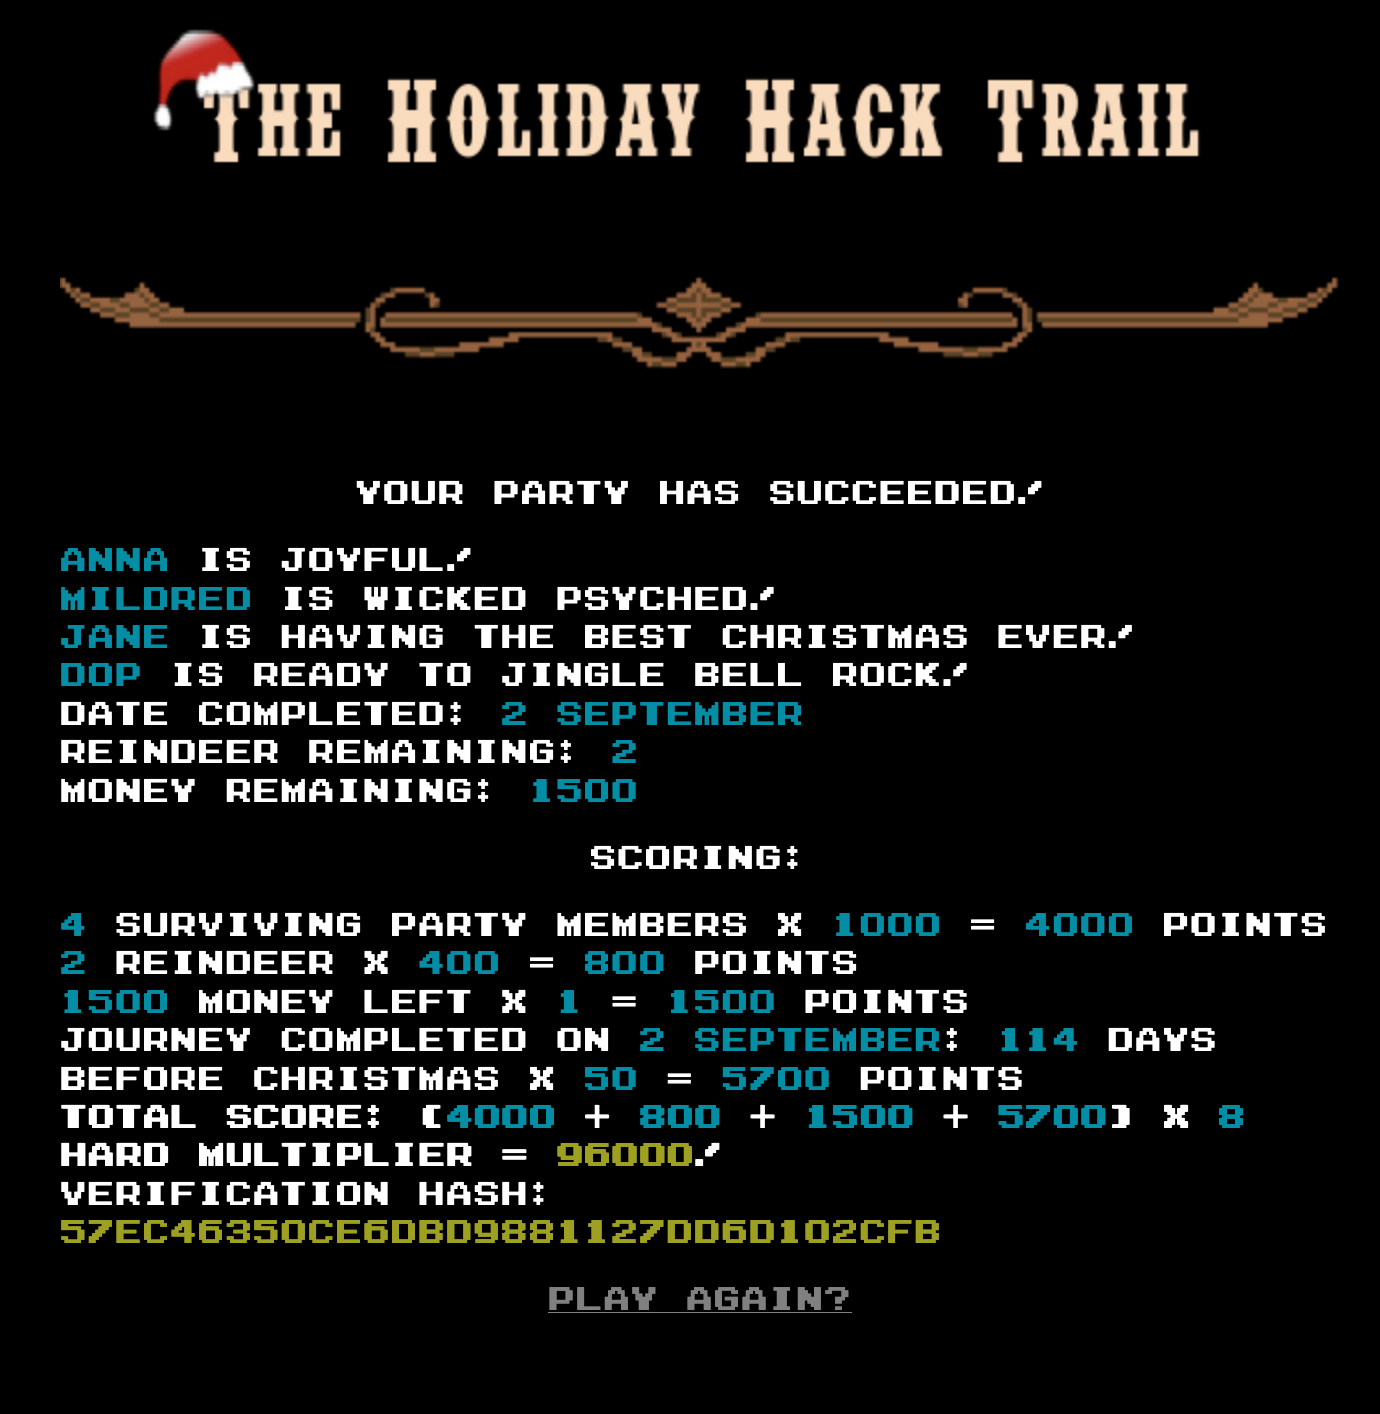 THE HOLIDAY HACK TRAIL
YOUR PARTY HAS SUCCEEDED!
ANNA IS JOYFUL!
MILDRED IS WICKED PSYCHED!
JANE IS HAVING THE BEST CHRISTMAS EVER!
DOP IS READY TO JINGLE BELL ROCK!
DATE COMPLETED: 2 SEPTEMBER
REINDEER REMAINING: 2
MONEY REMAINING: 1500
SCORING:
4 SURVIVING PARTY MEMBERS X 1000 = 4000 POINTS
2 REINDEER X 400 = 800 POINTS
1500 MONEY LEFT X 1 = 1500 POINTS
JOURNEY COMPLETED ON 2 SEPTEMBER: 114 DAYS
BEFORE CHRISTMAS X 50 = 5700 POINTS
TOTAL SCORE: (4000 + 800 + 1500 + 5700) X 8
HARD MULTIPLIER = 96000!
VERIFICATION HASH:
57EC46350CE6DBD9881127DD6D102CFB
PLAY AGAIN?